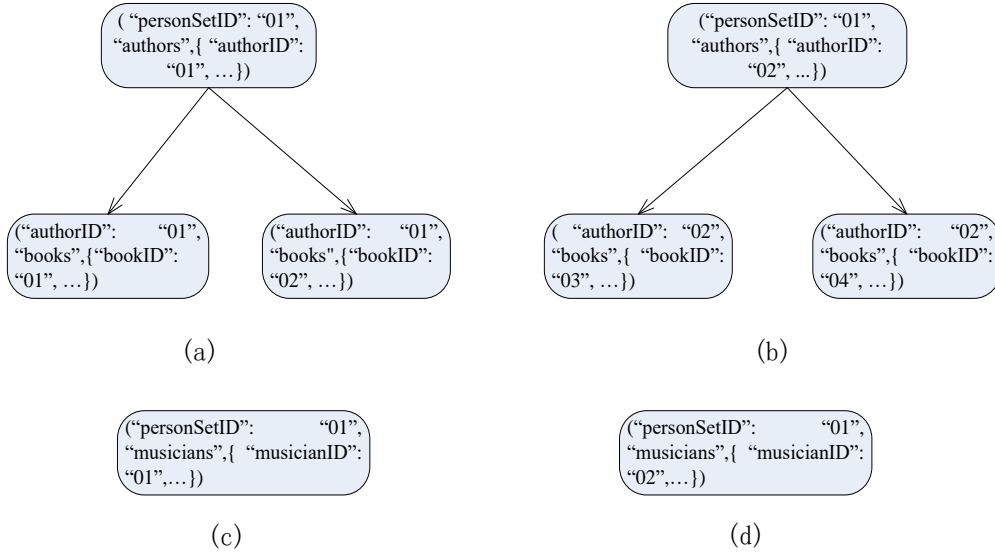 ( “personSetID”: “01”,
“authors”,{ “authorID”:
“01”, …})
( “personSetID”: “01”,
“authors,{ “authorID”:
“02”, ...})
(“authorID”: “01”,
“books”,{“bookID”:
“01”, …})
(“authorID”: “01”,
“books",{“bookID”:
“02”, …})
( “authorID”: “02”,
“books”,{ “bookID”:
“03”, …})
(“authorID”: “02”,
“books”,{ “bookID”:
“04”, …})
(a)
(b)
(“personSetID”: “01”,
“musicians”,{ “musicianID”:
“01”,…})
(“personSetID”: “01”,
“musicians”,{ “musicianID”:
“02”,…})
(c)
(d)